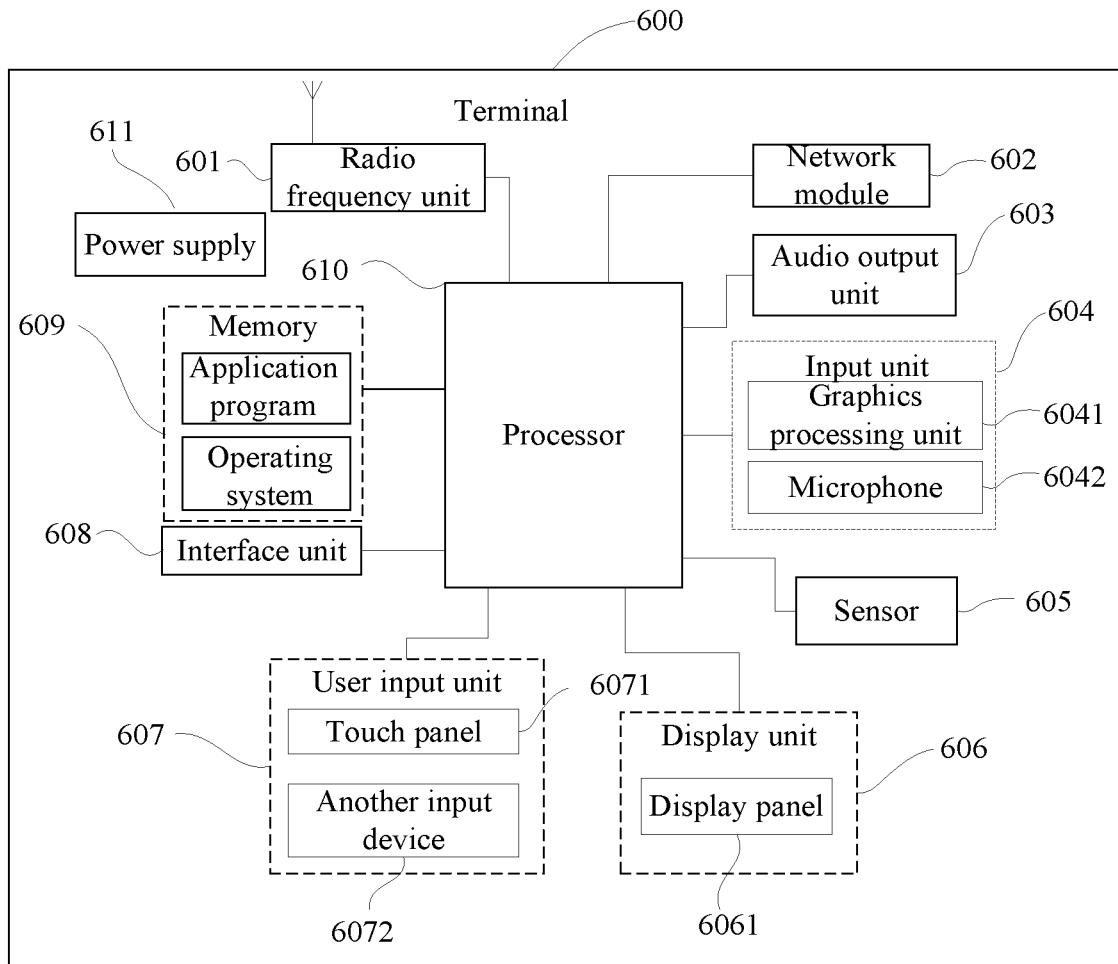 600
Terminal
611
601
Radio
frequency unit
Network
module
602
Power supply
603
Audio output
unit
610
609
Memory
Application
program
Operating
system
Processor
604
Input unit
Graphics
processing unit
6041
Microphone
6042
608
Interface unit
Sensor
605
User input unit
6071
Touch panel
607
Another input
device
6072
Display unit
606
Display panel
6061